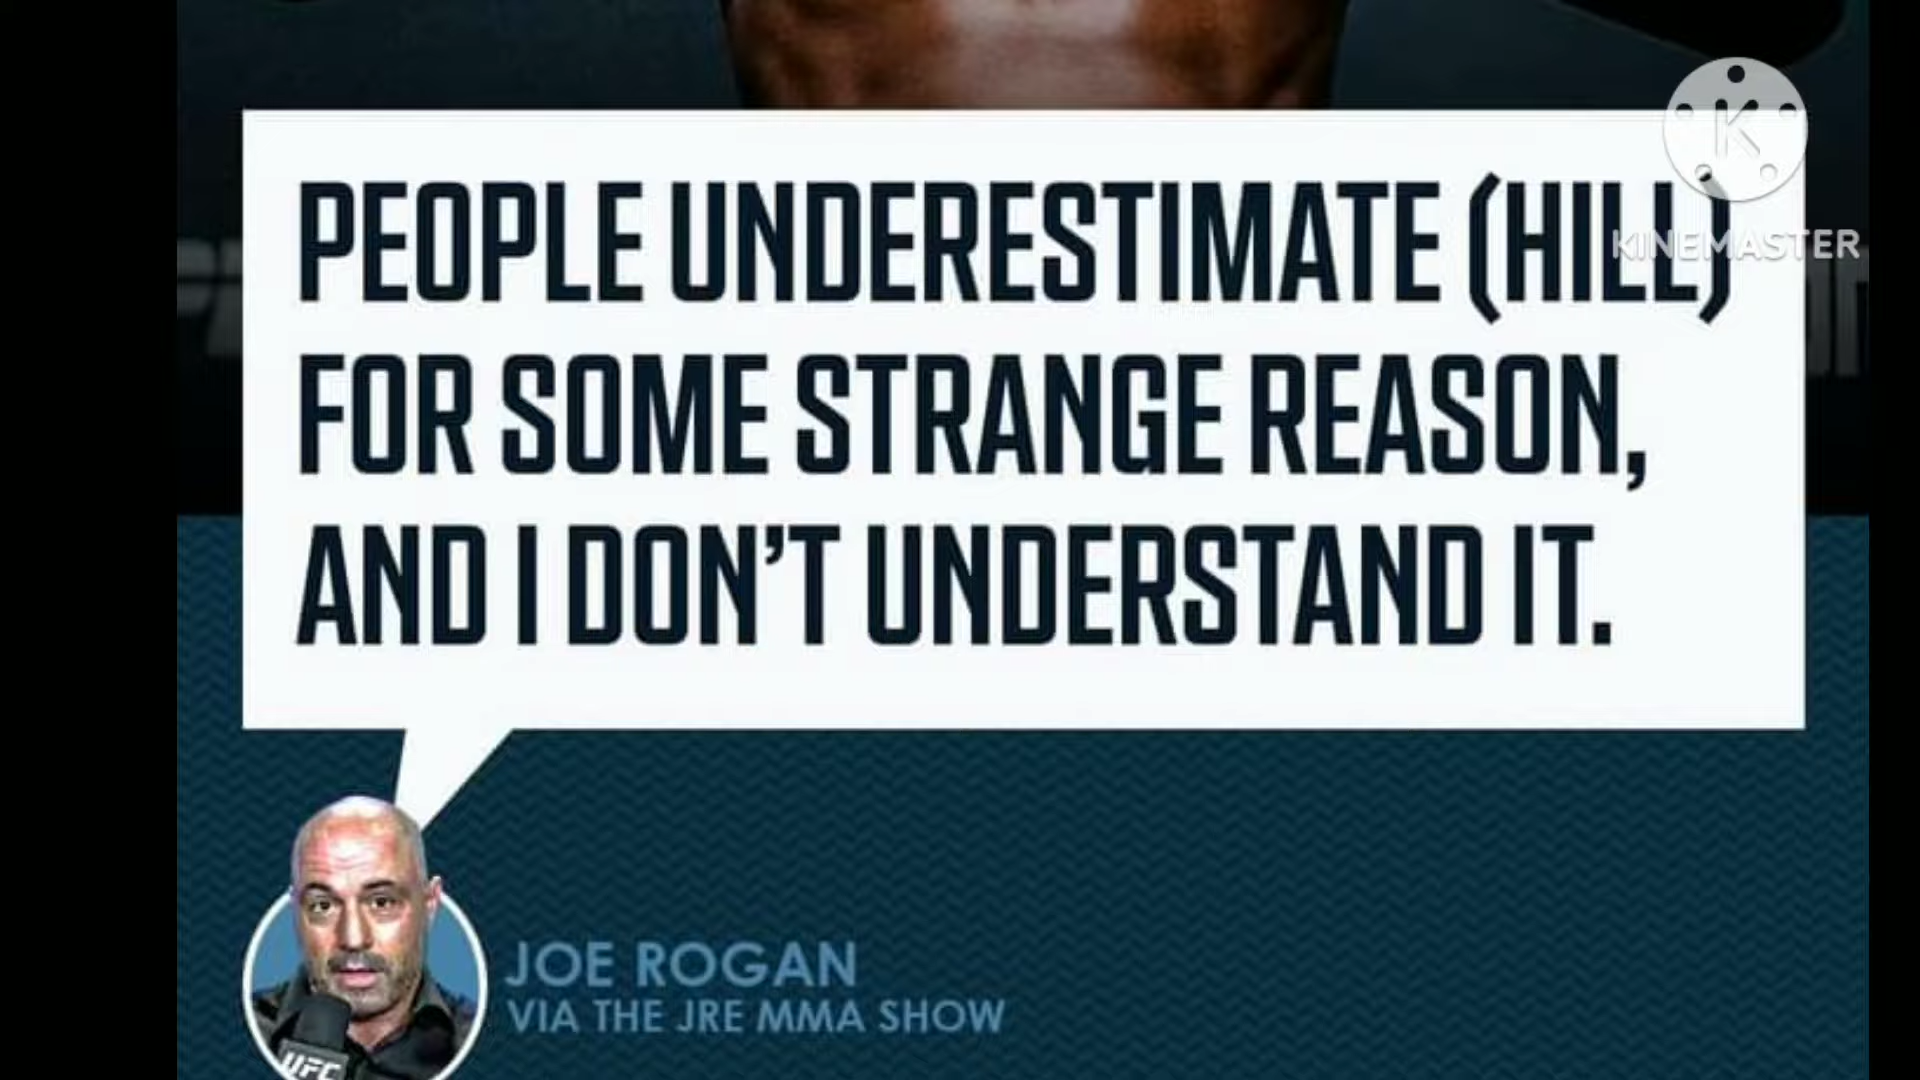 PEOPLE UNDERESTIMATE (HILL)
FOR SOME STRANGE REASON,
AND I DON'T UNDERSTAND IT.
K
KINEMASTER
JOE ROGAN
VIA THE JRE MMA SHOW
UFC